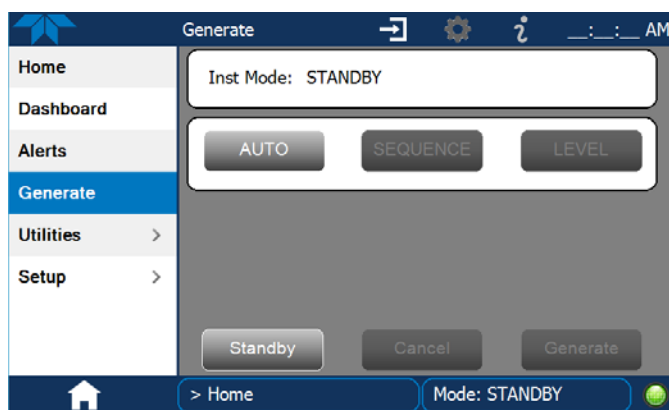 Generate __:__:__ AM
Home
Dashboard
Alerts
Generate
Utilities >
Setup >
Inst Mode: STANDBY
AUTO SEQUENCE LEVEL
Standby Cancel Generate
> Home Mode: STANDBY